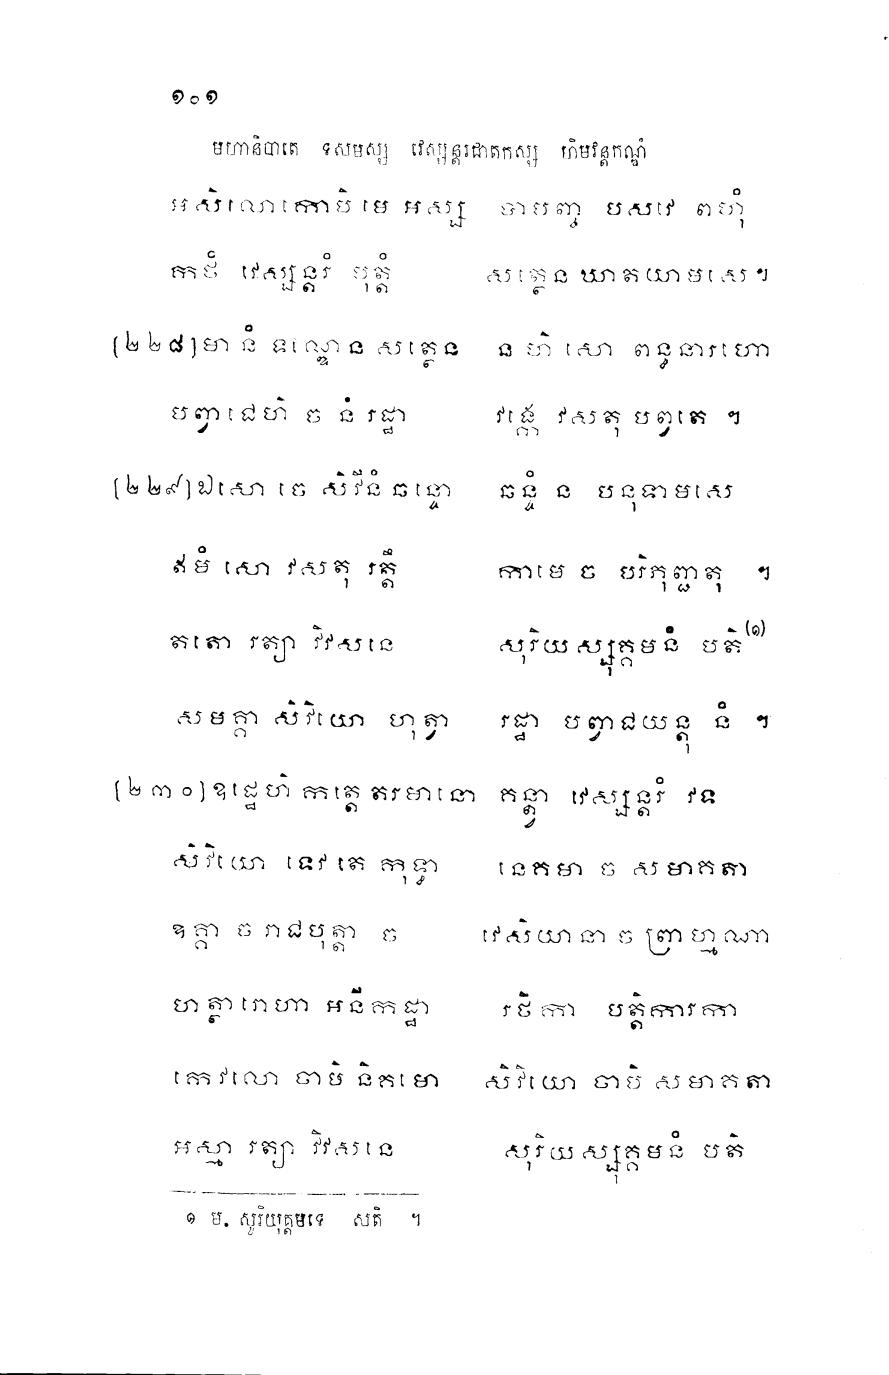 ១០១
មហានិបាតេ ទសមស្ស វេស្សន្តរជាតកស្ស ហិមវន្តកណ្ឌំ
អសិលោកោបិ មេ អស្ស បាបញ្ច បសវេ ពហុំ
កថំ វេស្សន្តរំ បុត្តំ សត្ថេន ឃាតយាមសេ។
[២២៨] មា នំ ទណ្ឌេន សត្ថេន ន ហិ សោ ពន្ធនារហោ
បញ្វជេហិ ច នំ រដ្ឋា វង្កេ វសតុ បព្វតេ ។
[២២៩] ឯសោ ចេ សិវីនំ ឆន្ទោ ឆន្ទំ ន បនុទាមសេ
ឥមំ សោ វសតុ រត្តឹ កាមេ ច បរិភុញ្ជតុ ។
តតោ រត្យា វិវសនេ សុរិយស្សុគ្គមនំ បតិ(១)
សមគ្គា សិវិយោ ហុត្វា រដ្ឋា បព្វាជយន្តុ នំ ។
[២៣០] ឧដ្ឋេហិ កត្តេ តរមានោ គន្ត្វា វេស្សន្តរំ វទ
សិវិយោ ទេវ តេ កុទ្ធា នេគមា ច សមាគតា
ឧគ្គា ច រាជបុត្តា ច វេសិយានា ច ព្រាហ្មណា
ហត្ថារោហា អនីកដ្ឋា រថិកា បត្តិការកា
កេវលោ ចាបិ និគមោ សិវិយោ ចាបិ សមាគតា
អស្មា រត្យា វិវសនេ សុរិយស្សុគ្គមនំ បតិ
១ ម. សូរិយុគ្គមទេ សតិ ។